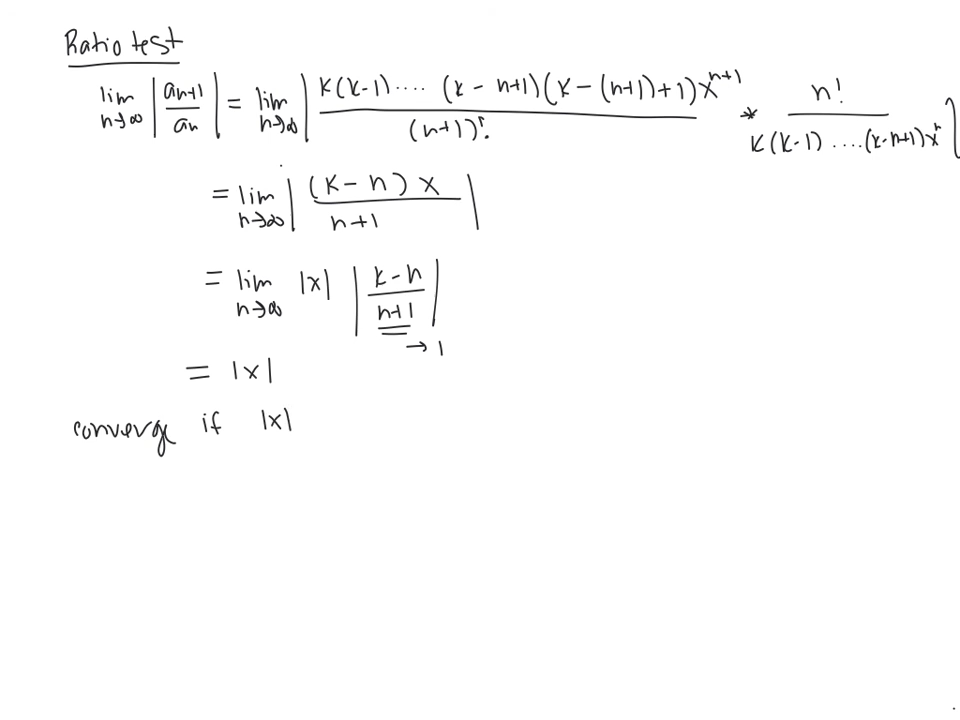 Ratio test
lim n→∞ | an+1 / an | = lim n→∞ | k(k-1)....(k-n+1)(k-(n+1)+1)x^n+1 / (n+1)! * n! / k(k-1)....(k-n+1)x^n |
= lim n→∞ | (k-n) x / n+1 |
= lim n→∞ |x| | k-n / n+1 |
→ 1
= |x|
converge if |x|